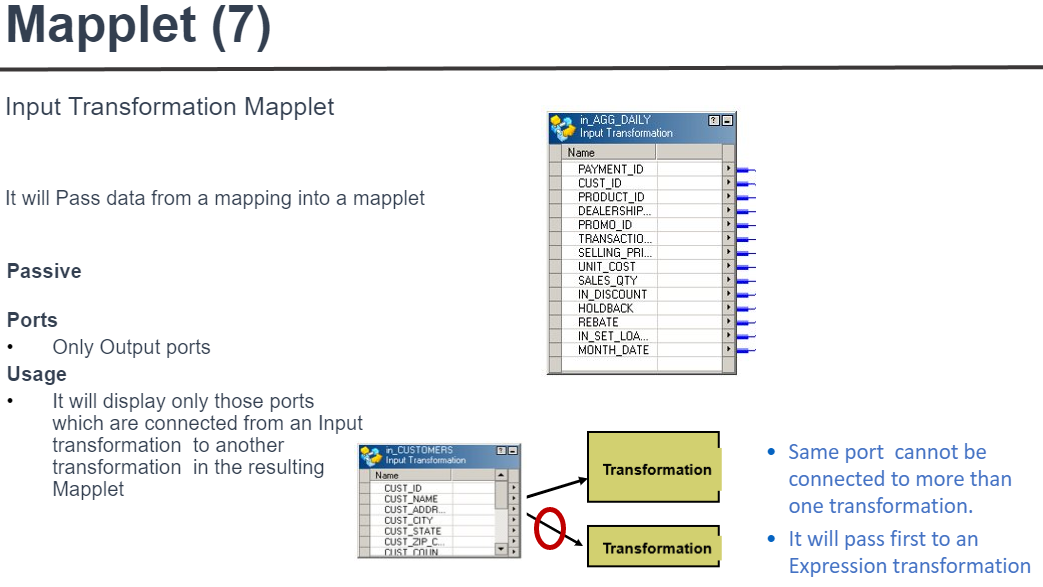 Mapplet (7)
Input Transformation Mapplet
It will Pass data from a mapping into a mapplet
Passive
Ports
• Only Output ports
Usage
• It will display only those ports
which are connected from an Input
transformation to another
transformation in the resulting
Mapplet
in_AGG_DAILY
Input Transformation
Name
PAYMENT_ID
CUST_ID
PRODUCT_ID
DEALERSHIP...
PROMO_ID
TRANSACTIO...
SELLING_PRI...
UNIT_COST
SALES_QTY
IN_DISCOUNT
HOLDBACK
REBATE
IN_SET_LOA...
MONTH_DATE
in_CUSTOMERS
Input Transformation
Name
CUST_ID
CUST_NAME
CUST_ADDR...
CUST_CITY
CUST_STATE
CUST_ZIP_C...
CUST_COUN
Transformation
Transformation
• Same port cannot be
connected to more than
one transformation.
• It will pass first to an
Expression transformation